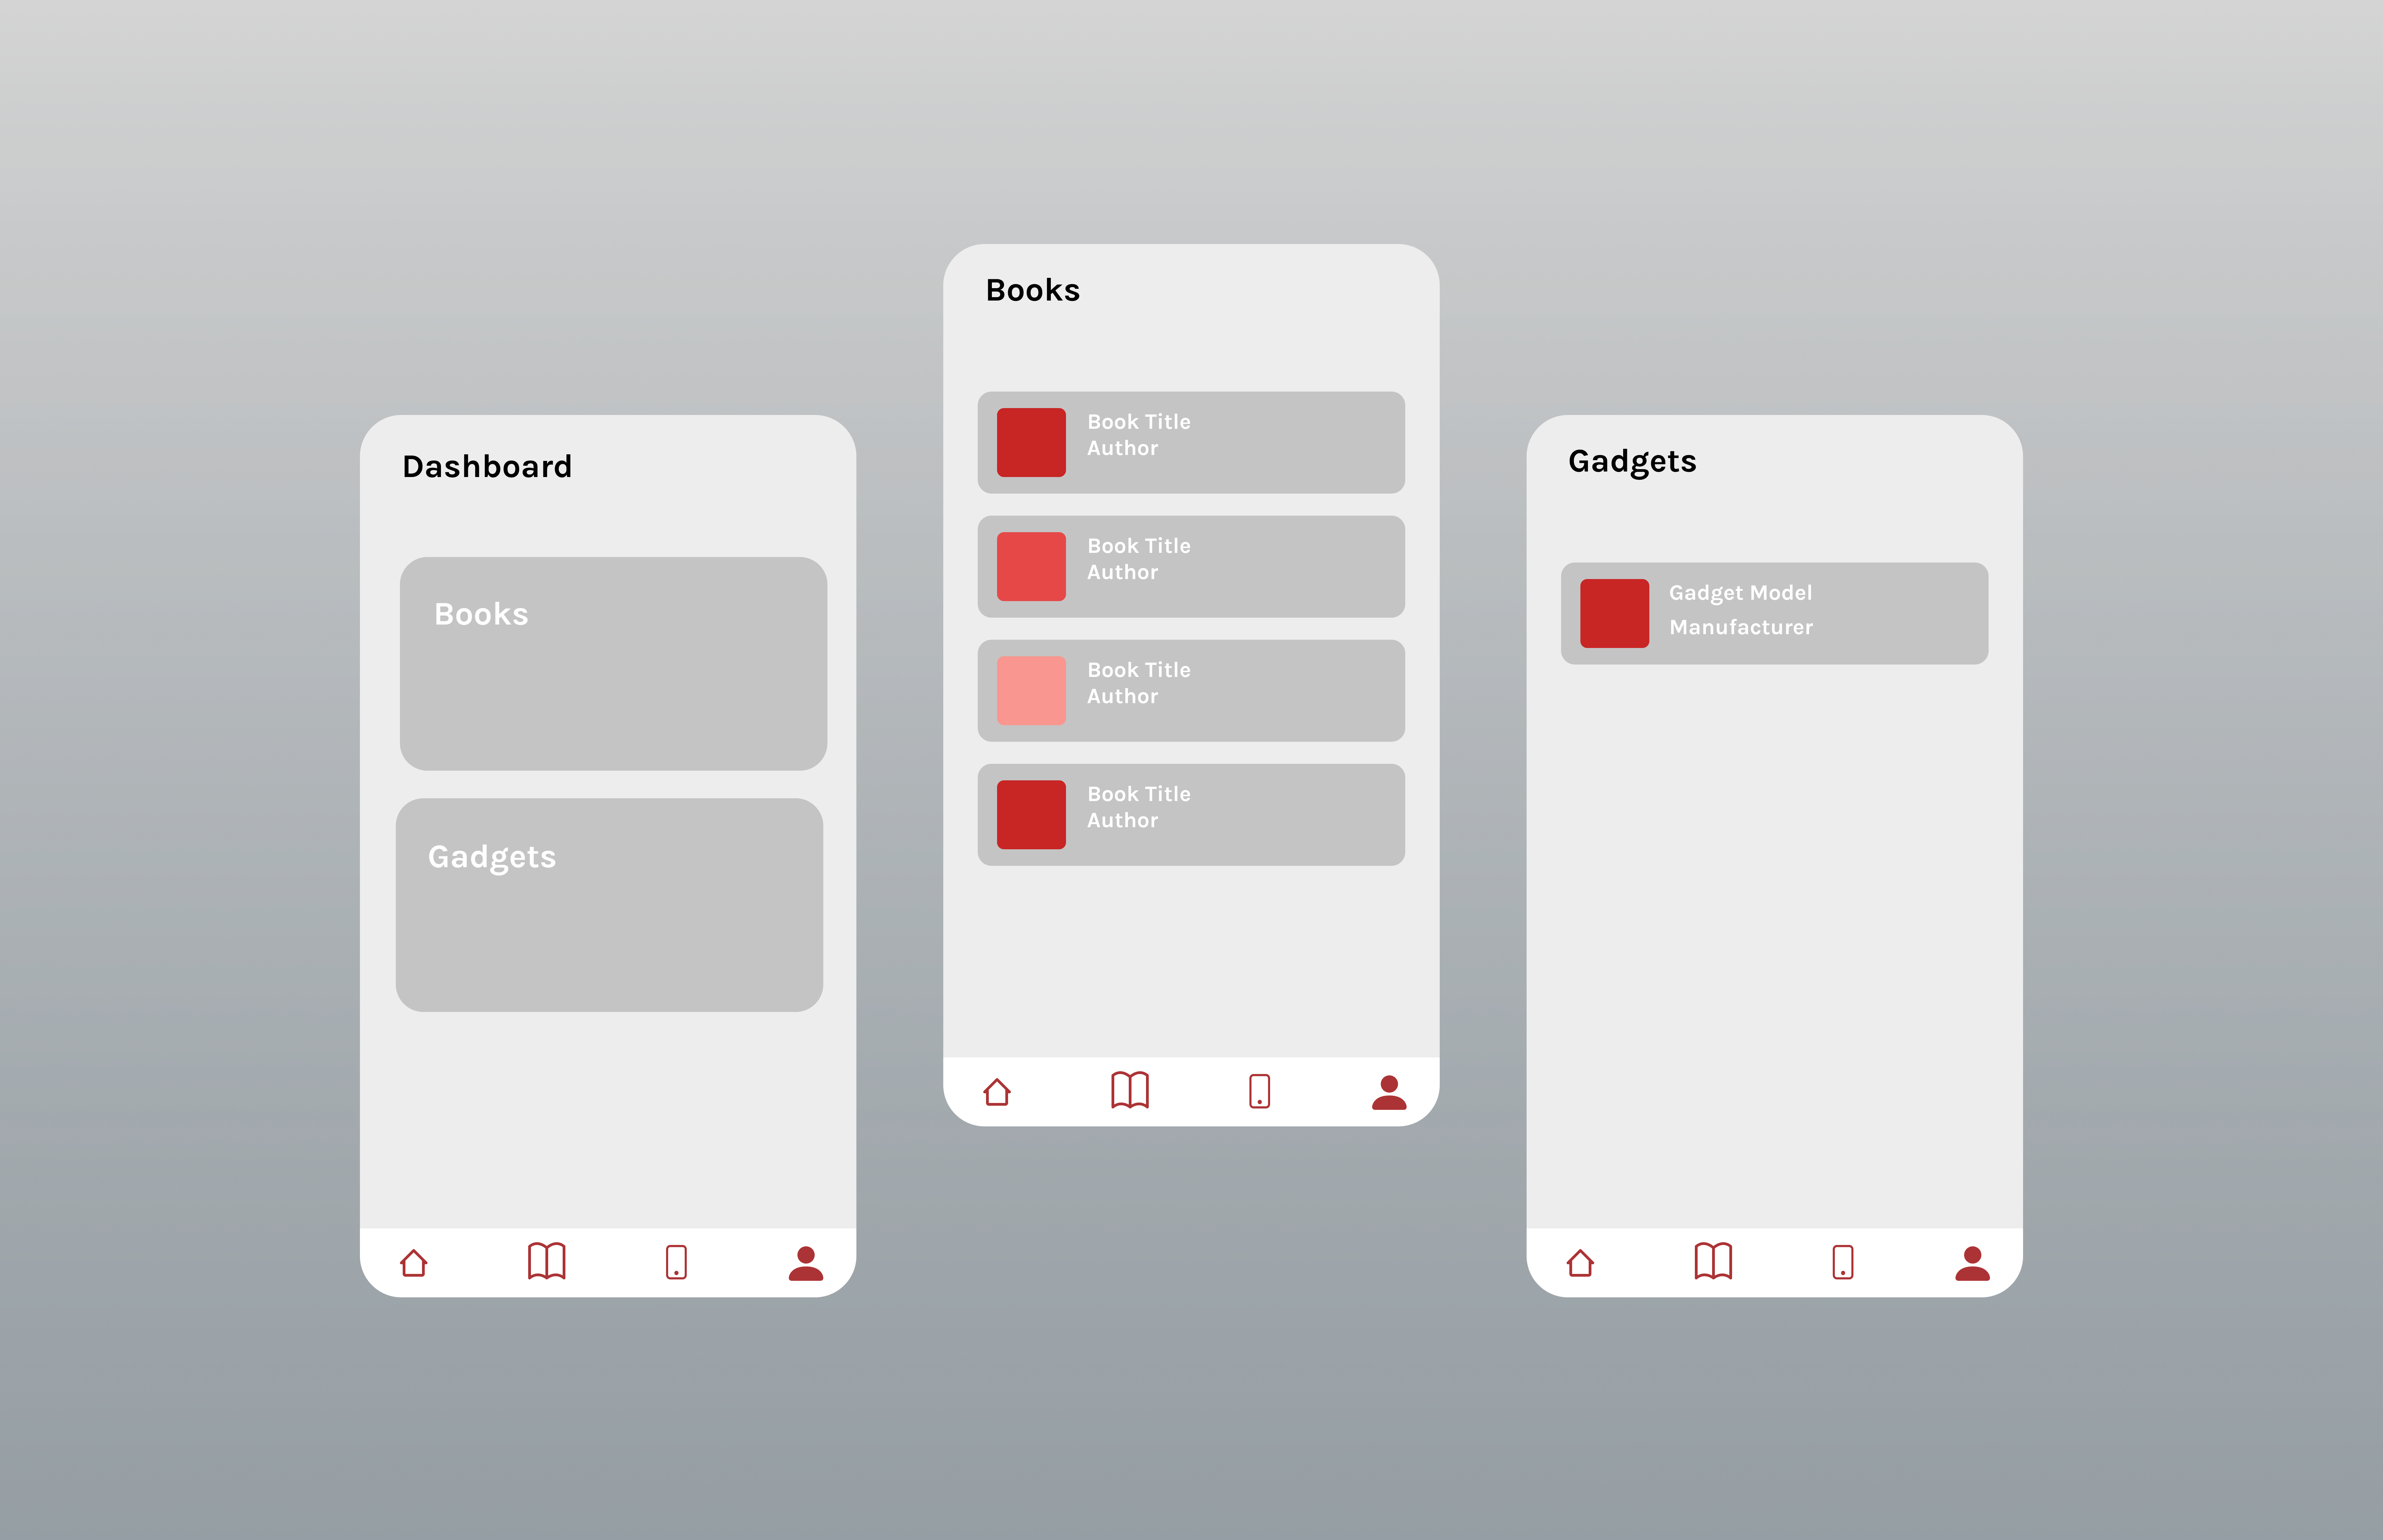 Dashboard
Books
Gadgets
Books
Book Title
Author
Book Title
Author
Book Title
Author
Book Title
Author
Gadgets
Gadget Model
Manufacturer